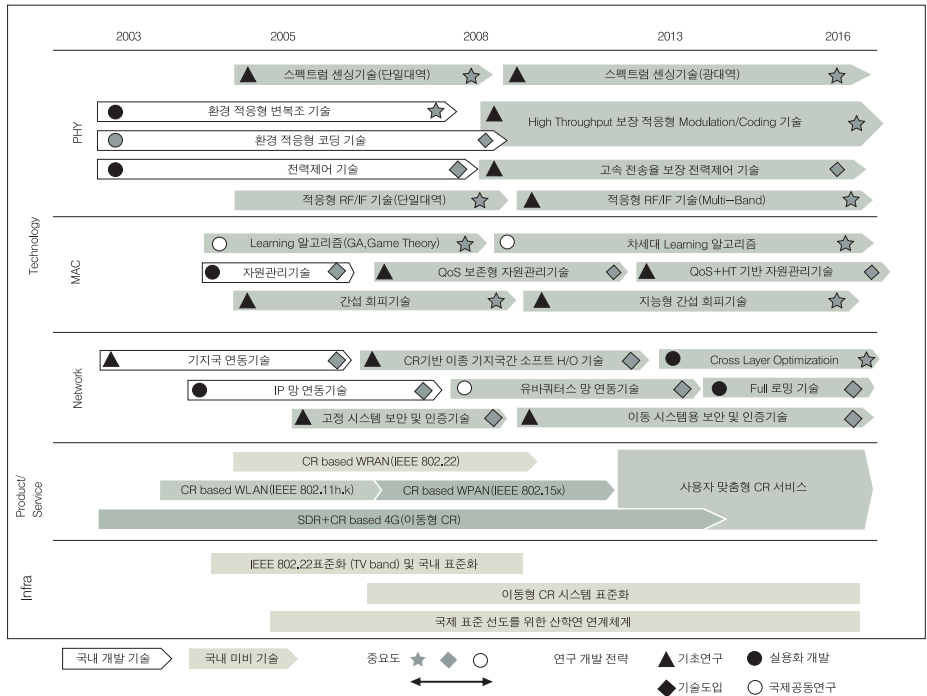 2003 2005 2008 2013 2016
Technology
PHY
스펙트럼 센싱기술(단일대역) 스펙트럼 센싱기술(광대역)
환경 적응형 변복조 기술
High Throughput 보장 적응형 Modulation/Coding 기술
환경 적응형 코딩 기술
전력제어 기술 고속 전송율 보장 전력제어 기술
적응형 RF/IF 기술(단일대역) 적응형 RF/IF 기술(Multi-Band)
MAC
Learning 알고리즘(GA,Game Theory) 차세대 Learning 알고리즘
자원관리기술 QoS 보존형 자원관리기술 QoS+HT 기반 자원관리기술
간섭 회피기술 지능형 간섭 회피기술
Network
기지국 연동기술 CR기반 이종 기지국간 소프트 H/O 기술 Cross Layer Optimizatioin
IP 망 연동기술 유바쿼터스 망 연동기술 Full 로밍 기술
고정 시스템 보안 및 인증기술 이동 시스템용 보안 및 인증기술
Product/
Service
CR based WRAN(IEEE 802.22)
CR based WLAN(IEEE 802.11h.k) CR based WPAN(IEEE 802.15x) 사용자 맞춤형 CR 서비스
SDR+CR based 4G(이동형 CR)
Infra
IEEE 802.22표준화 (TV band) 및 국내 표준화
이동형 CR 시스템 표준화
국제 표준 선도를 위한 산학연 연계체계
국내 개발 기술 국내 미비 기술 중요도 연구 개발 전략 기초연구 실용화 개발
기술도입 국제공동연구